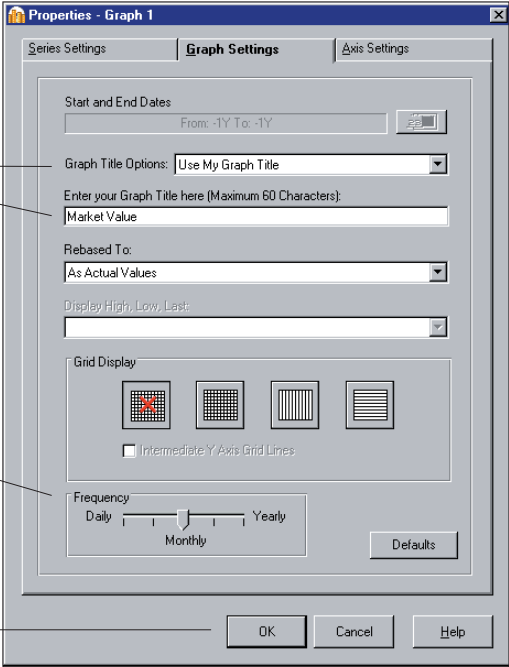 Properties - Graph 1
Series Settings
Graph Settings
Axis Settings
Start and End Dates
From: -1Y To: -1Y
Graph Title Options: Use My Graph Title
Enter your Graph Title here (Maximum 60 Characters):
Market Value
Rebased To:
As Actual Values
Display High, Low, Last:
Grid Display
Intermediate Y Axis Grid Lines
Frequency
Daily Yearly
Monthly
Defaults
OK Cancel Help